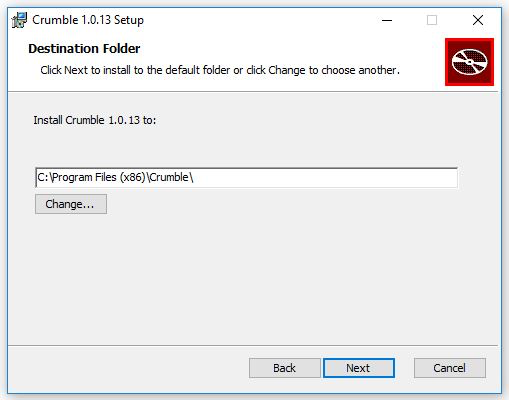 Crumble 1.0.13 Setup
Destination Folder
Click Next to install to the default folder or click Change to choose another.
Install Crumble 1.0.13 to:
C:\Program Files (x86)\Crumble\
Change...
Back Next Cancel